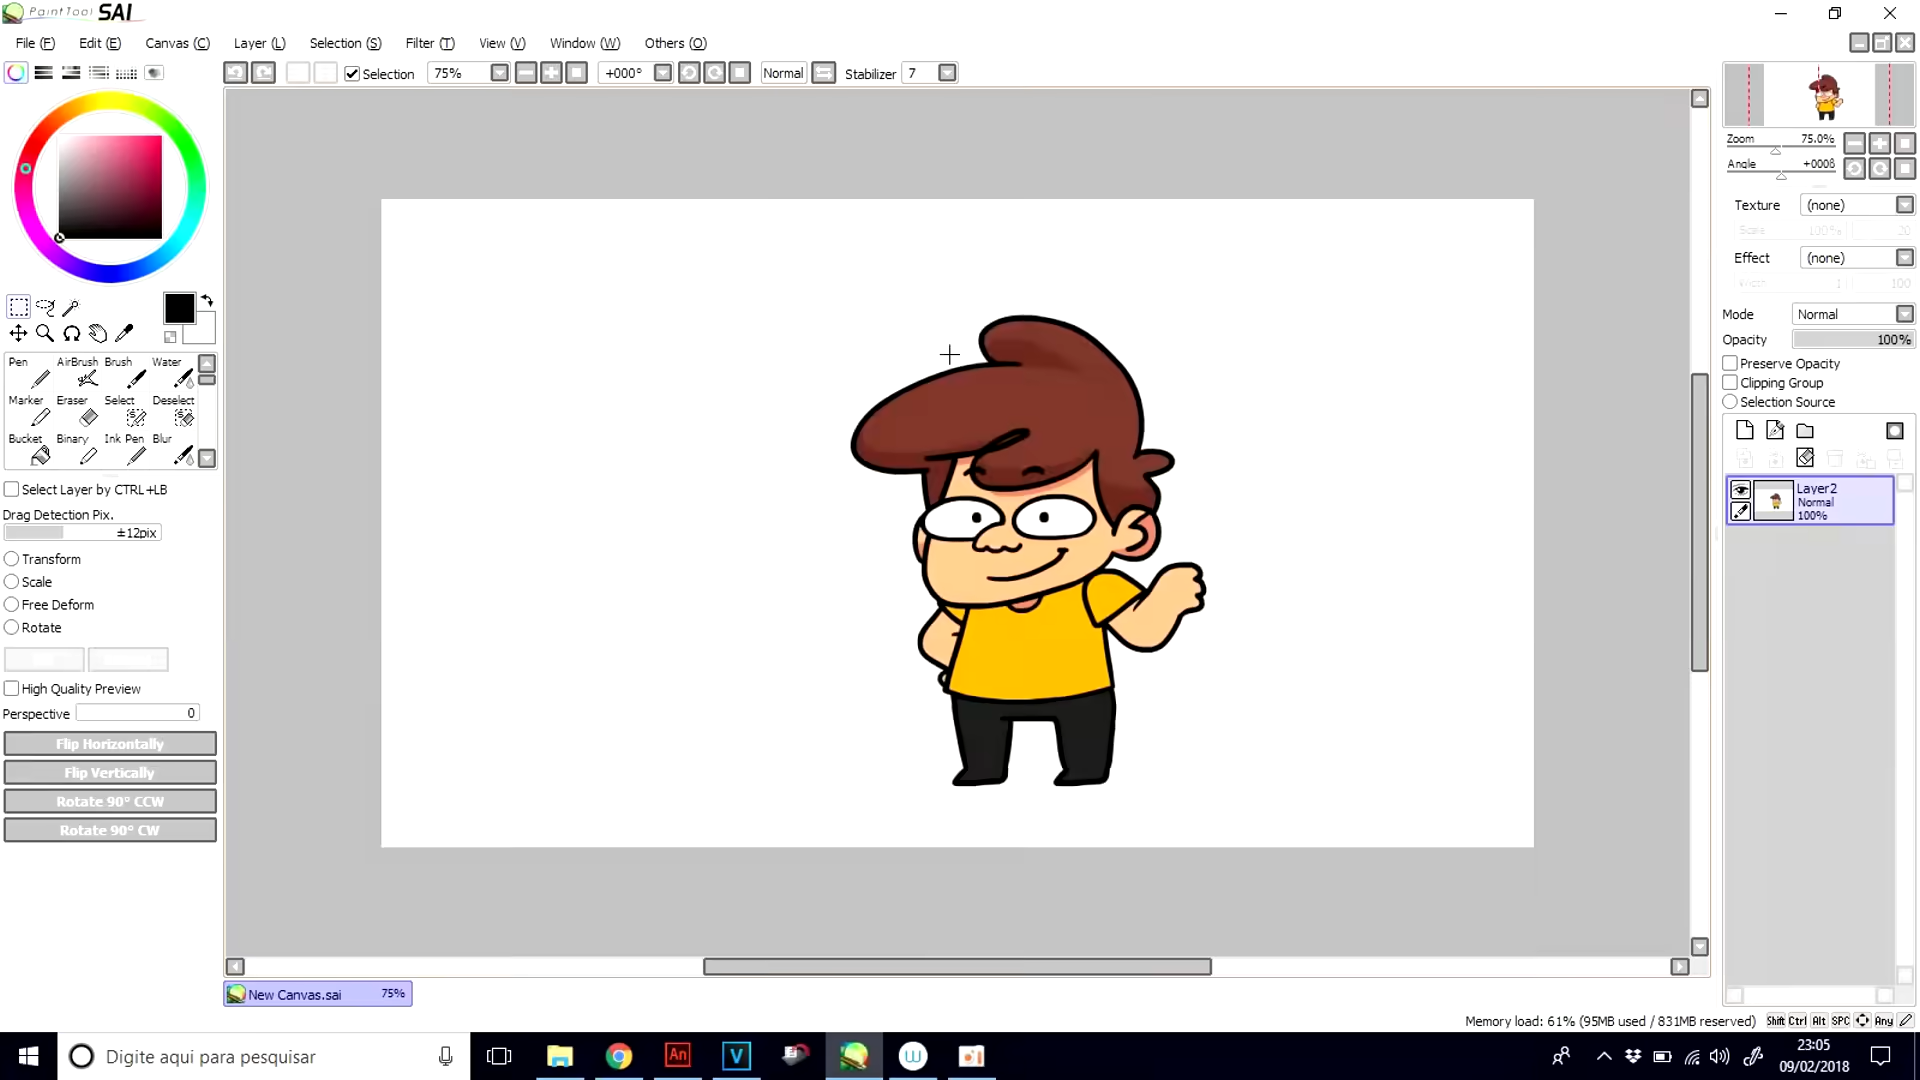 PaintTool SAI
File (F) Edit (E) Canvas (C) Layer (L) Selection (S) Filter (T) View (V) Window (W) Others (O)
Selection 75% +000° Normal Stabilizer 7
Zoom 75.0%
Angle +0008
Texture (none)
Scale 100% 20
Effect (none)
Width 1 100
Mode Normal
Opacity 100%
Preserve Opacity
Clipping Group
Selection Source
Layer2
Normal
100%
Pen AirBrush Brush Water
Marker Eraser Select Deselect
Bucket Binary Ink Pen Blur
Select Layer by CTRL+LB
Drag Detection Pix.
±12pix
Transform
Scale
Free Deform
Rotate
High Quality Preview
Perspective 0
Flip Horizontally
Flip Vertically
Rotate 90° CCW
Rotate 90° CW
New Canvas.sai 75%
Memory load: 61% (95MB used / 831MB reserved) Shift Ctrl Alt SPC Any
Digite aqui para pesquisar
An V W
23:05
09/02/2018